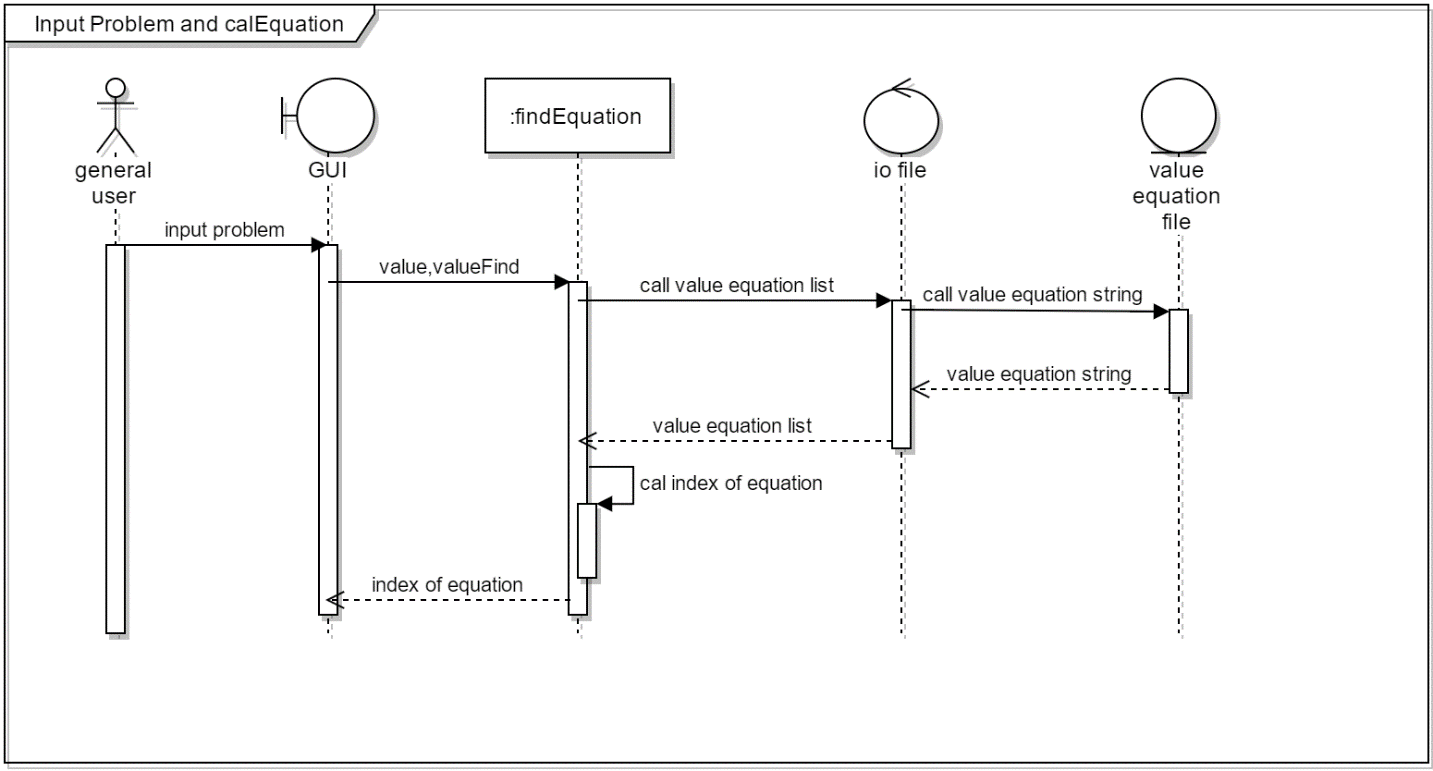 Input Problem and calEquation
:findEquation
general
user
GUI
io file
value
equation
file
input problem
value,valueFind
call value equation list
call value equation string
value equation string
value equation list
cal index of equation
index of equation